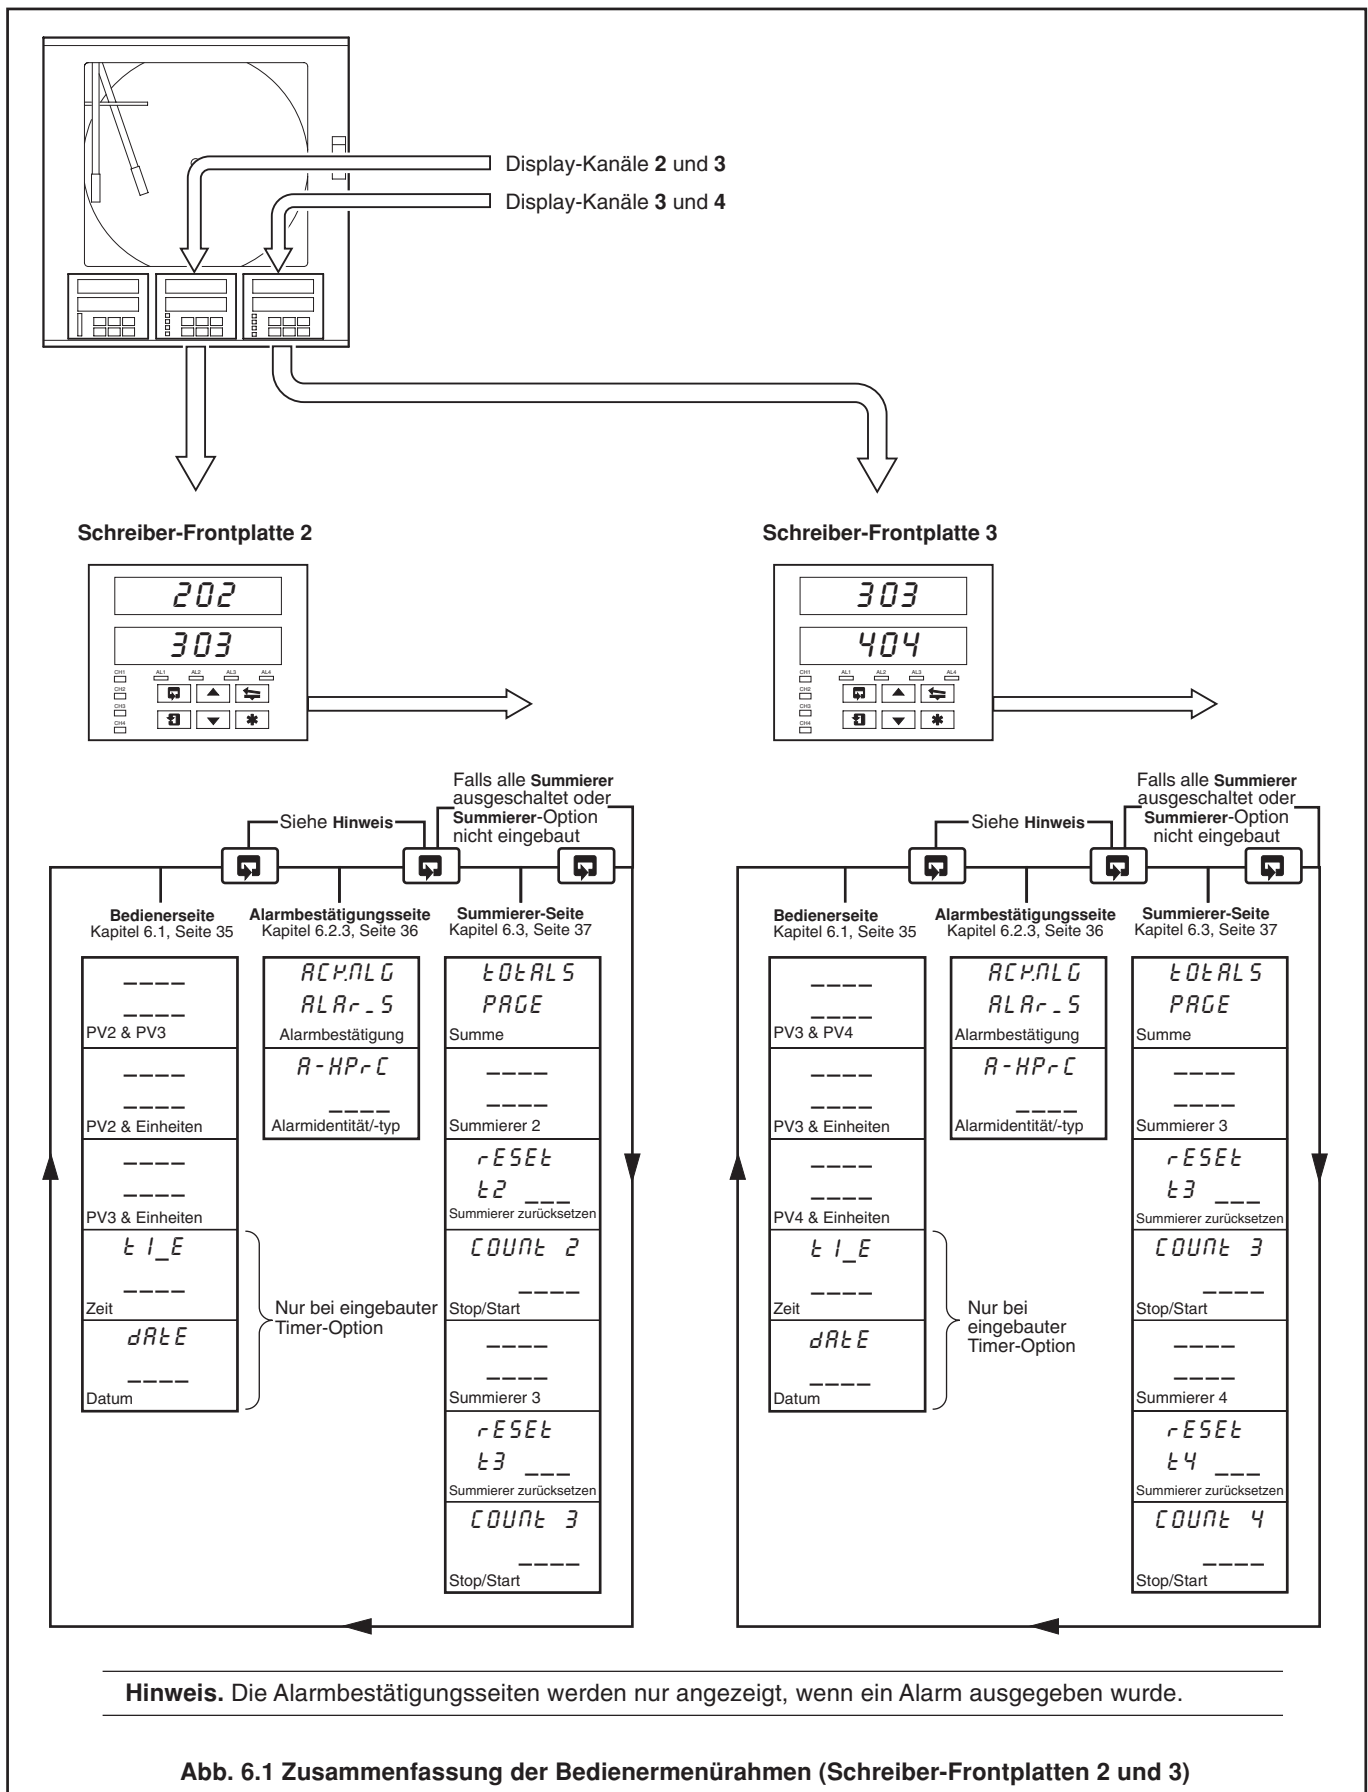 Display-Kanäle 2 und 3
Display-Kanäle 3 und 4
Schreiber-Frontplatte 2
202
303
CH1
CH2
CH3
CH4
AL1 AL2 AL3 AL4
Schreiber-Frontplatte 3
303
404
CH1
CH2
CH3
CH4
AL1 AL2 AL3 AL4
Siehe Hinweis
Falls alle Summierer
ausgeschaltet oder
Summierer-Option
nicht eingebaut
Bedienerseite
Kapitel 6.1, Seite 35
Alarmbestätigungsseite
Kapitel 6.2.3, Seite 36
Summierer-Seite
Kapitel 6.3, Seite 37
----
----
PV2 & PV3
----
----
PV2 & Einheiten
----
----
PV3 & Einheiten
tI_E
----
Zeit
dAtE
----
Datum
Nur bei eingebauter
Timer-Option
ACK.NLG
ALAr_S
Alarmbestätigung
A-HPrC
----
Alarmidentität/-typ
tOtALS
PAGE
Summe
----
----
Summierer 2
rESEt
t2 ___
Summierer zurücksetzen
COUNt 2
----
Stop/Start
----
----
Summierer 3
rESEt
t3 ___
Summierer zurücksetzen
COUNt 3
----
Stop/Start
Siehe Hinweis
Falls alle Summierer
ausgeschaltet oder
Summierer-Option
nicht eingebaut
Bedienerseite
Kapitel 6.1, Seite 35
Alarmbestätigungsseite
Kapitel 6.2.3, Seite 36
Summierer-Seite
Kapitel 6.3, Seite 37
----
----
PV3 & PV4
----
----
PV3 & Einheiten
----
----
PV4 & Einheiten
tI_E
----
Zeit
dAtE
----
Datum
Nur bei
eingebauter
Timer-Option
ACK.NLG
ALAr_S
Alarmbestätigung
A-HPrC
----
Alarmidentität/-typ
tOtALS
PAGE
Summe
----
----
Summierer 3
rESEt
t3 ___
Summierer zurücksetzen
COUNt 3
----
Stop/Start
----
----
Summierer 4
rESEt
t4 ___
Summierer zurücksetzen
COUNt 4
----
Stop/Start
Hinweis. Die Alarmbestätigungsseiten werden nur angezeigt, wenn ein Alarm ausgegeben wurde.
Abb. 6.1 Zusammenfassung der Bedienermenürahmen (Schreiber-Frontplatten 2 und 3)